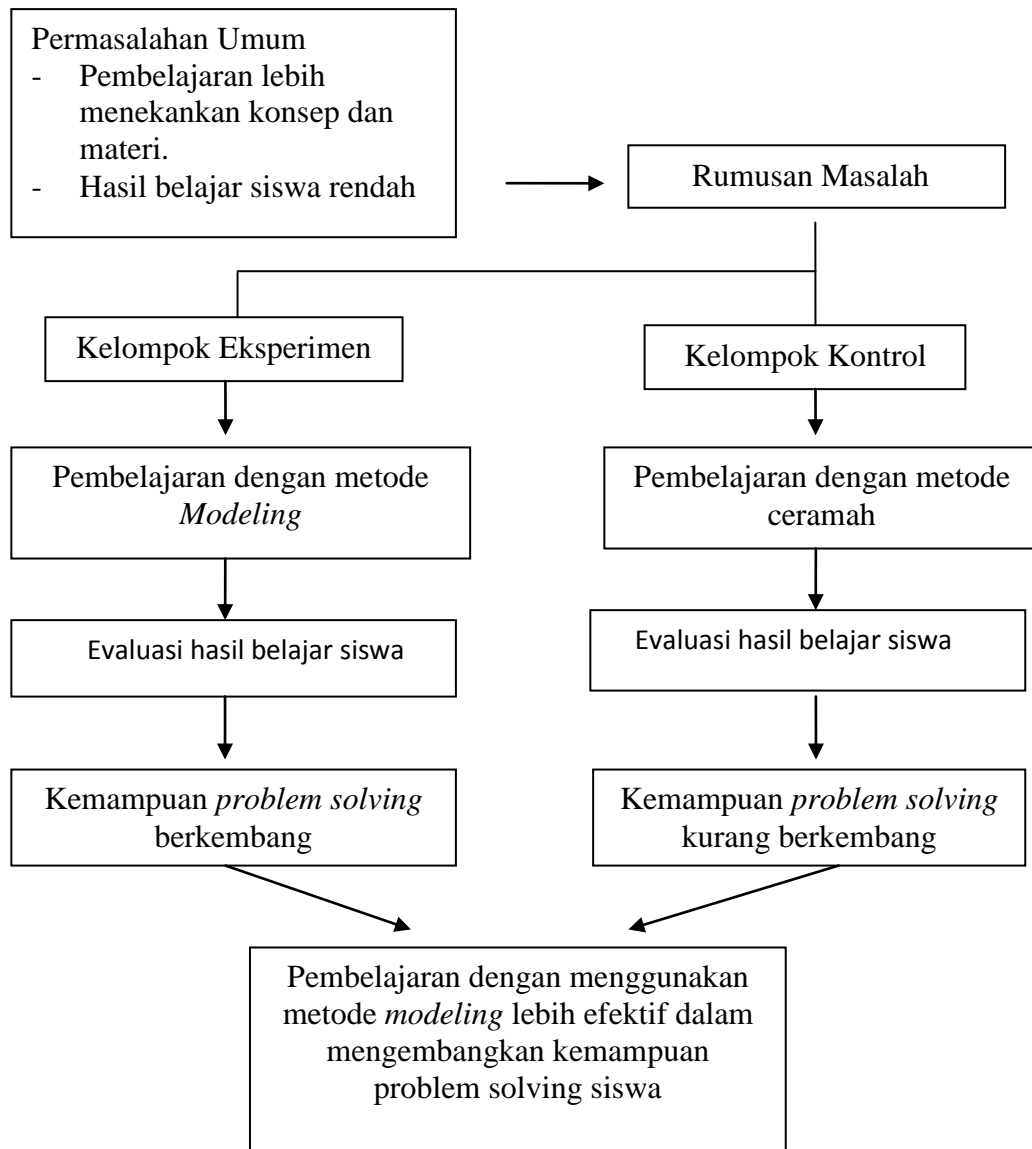 Permasalahan Umum
- Pembelajaran lebih
menekankan konsep dan
materi.
- Hasil belajar siswa rendah
Rumusan Masalah
Kelompok Eksperimen
Kelompok Kontrol
Pembelajaran dengan metode
Modeling
Pembelajaran dengan metode
ceramah
Evaluasi hasil belajar siswa
Evaluasi hasil belajar siswa
Kemampuan problem solving
berkembang
Kemampuan problem solving
kurang berkembang
Pembelajaran dengan menggunakan
metode modeling lebih efektif dalam
mengembangkan kemampuan
problem solving siswa